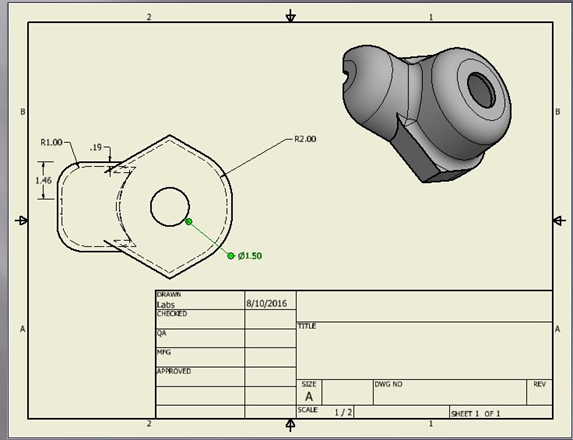 2 1
B B
R1.00
.19
R2.00
1.46
Ø1.50
A A
DRAWN
Labs 8/10/2016
CHECKED
QA
MFG
APPROVED
TITLE
SIZE
A
DWG NO
REV
SCALE 1 / 2
SHEET 1 OF 1
2 1